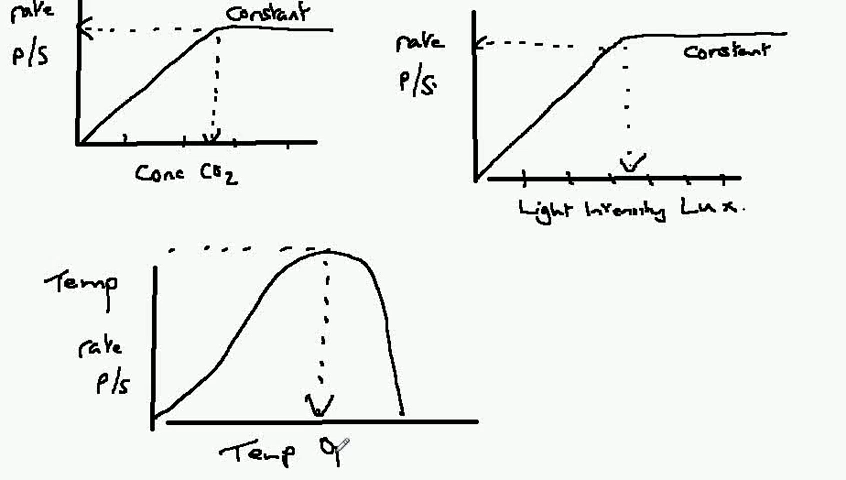 rate
P/S
Constant
Conc CO2
rate
P/S.
Constant
Light Intensity Lux.
Temp
rate
P/S
Temp